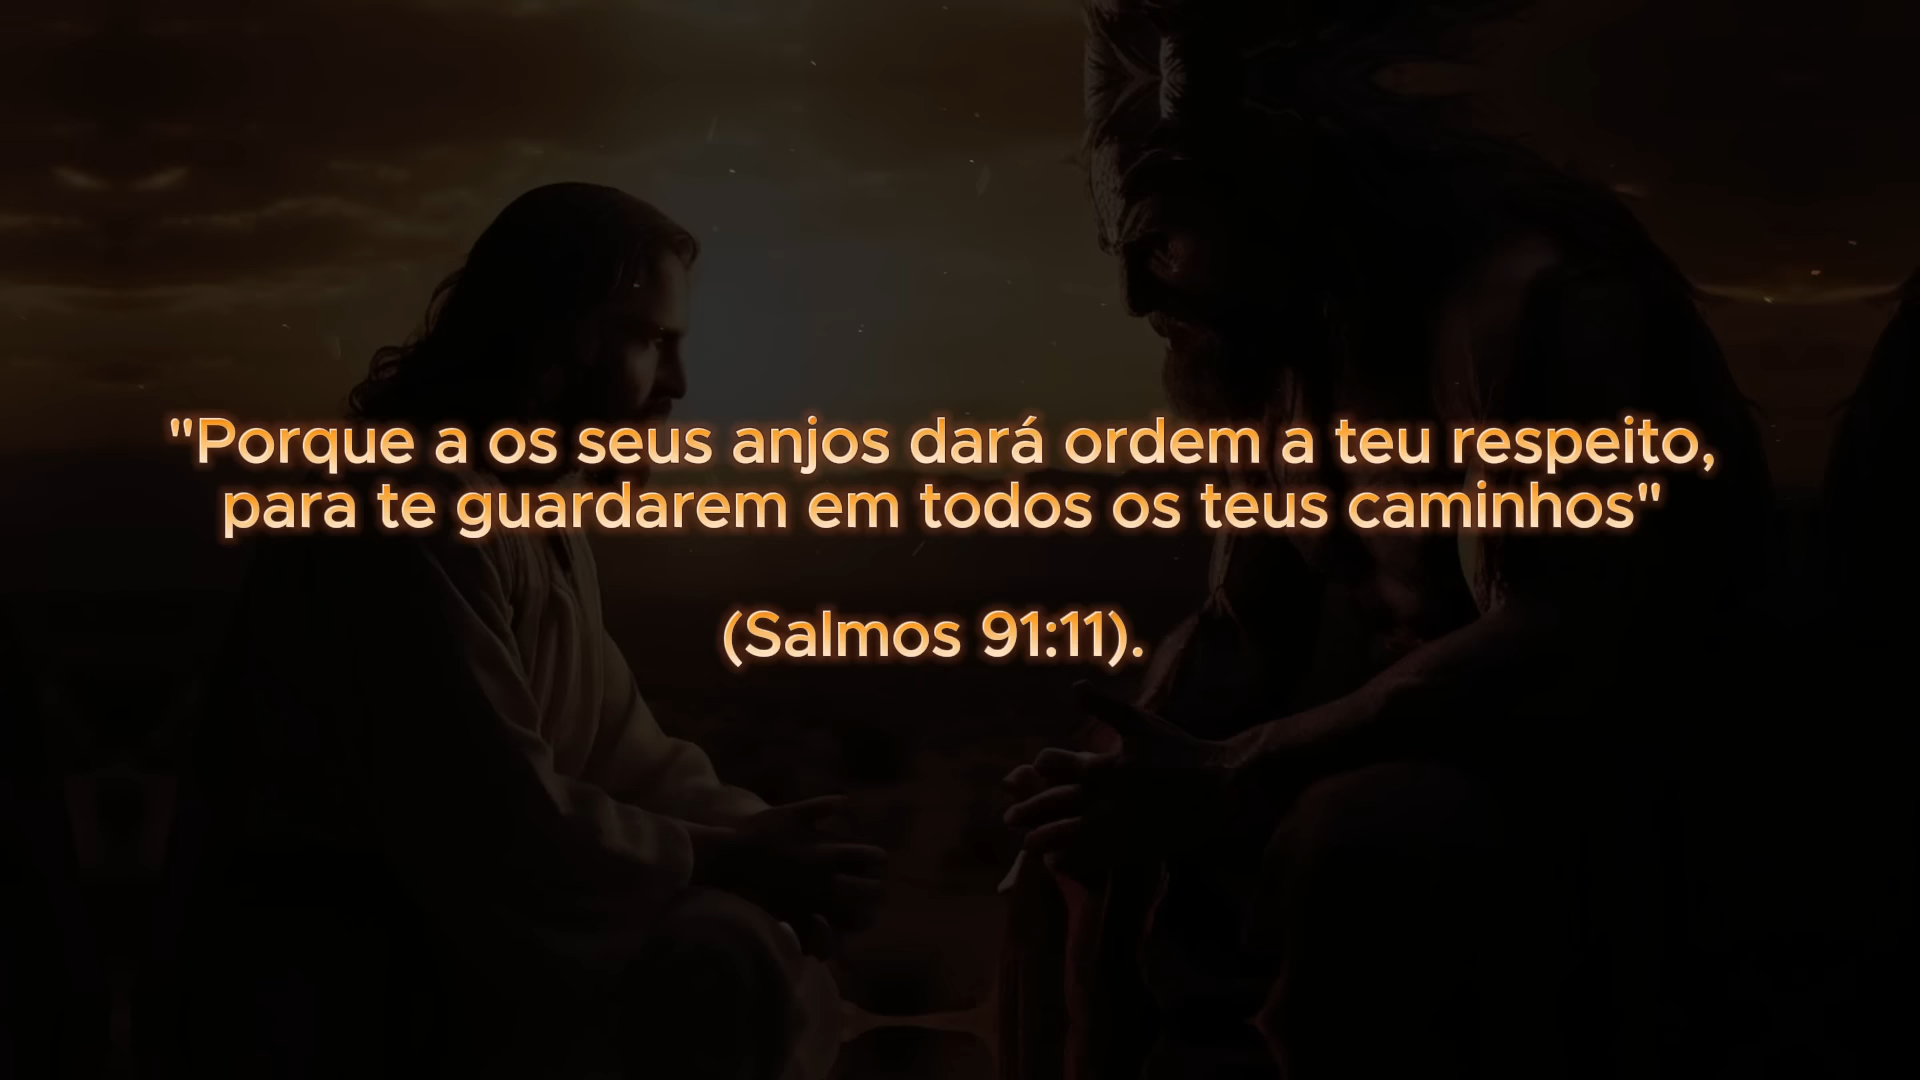 "Porque a os seus anjos dará ordem a teu respeito,
para te guardarem em todos os teus caminhos"
(Salmos 91:11).